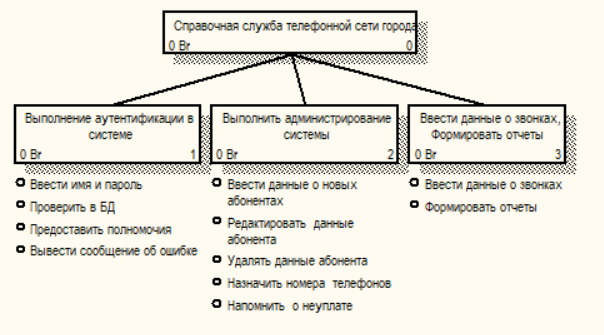 Справочная служба телефонной сети города
0 Br 0
Выполнение аутентификации в
системе
0 Br 1
Выполнить администрирование
системы
0 Br 2
Ввести данные о звонках,
Формировать отчеты
0 Br 3
Ввести имя и пароль
Проверить в БД
Предоставить полномочия
Вывести сообщение об ошибке
Ввести данные о новых
абонентах
Редактировать данные
абонента
Удалять данные абонента
Назначить номера телефонов
Напомнить о неуплате
Ввести данные о звонках
Формировать отчеты